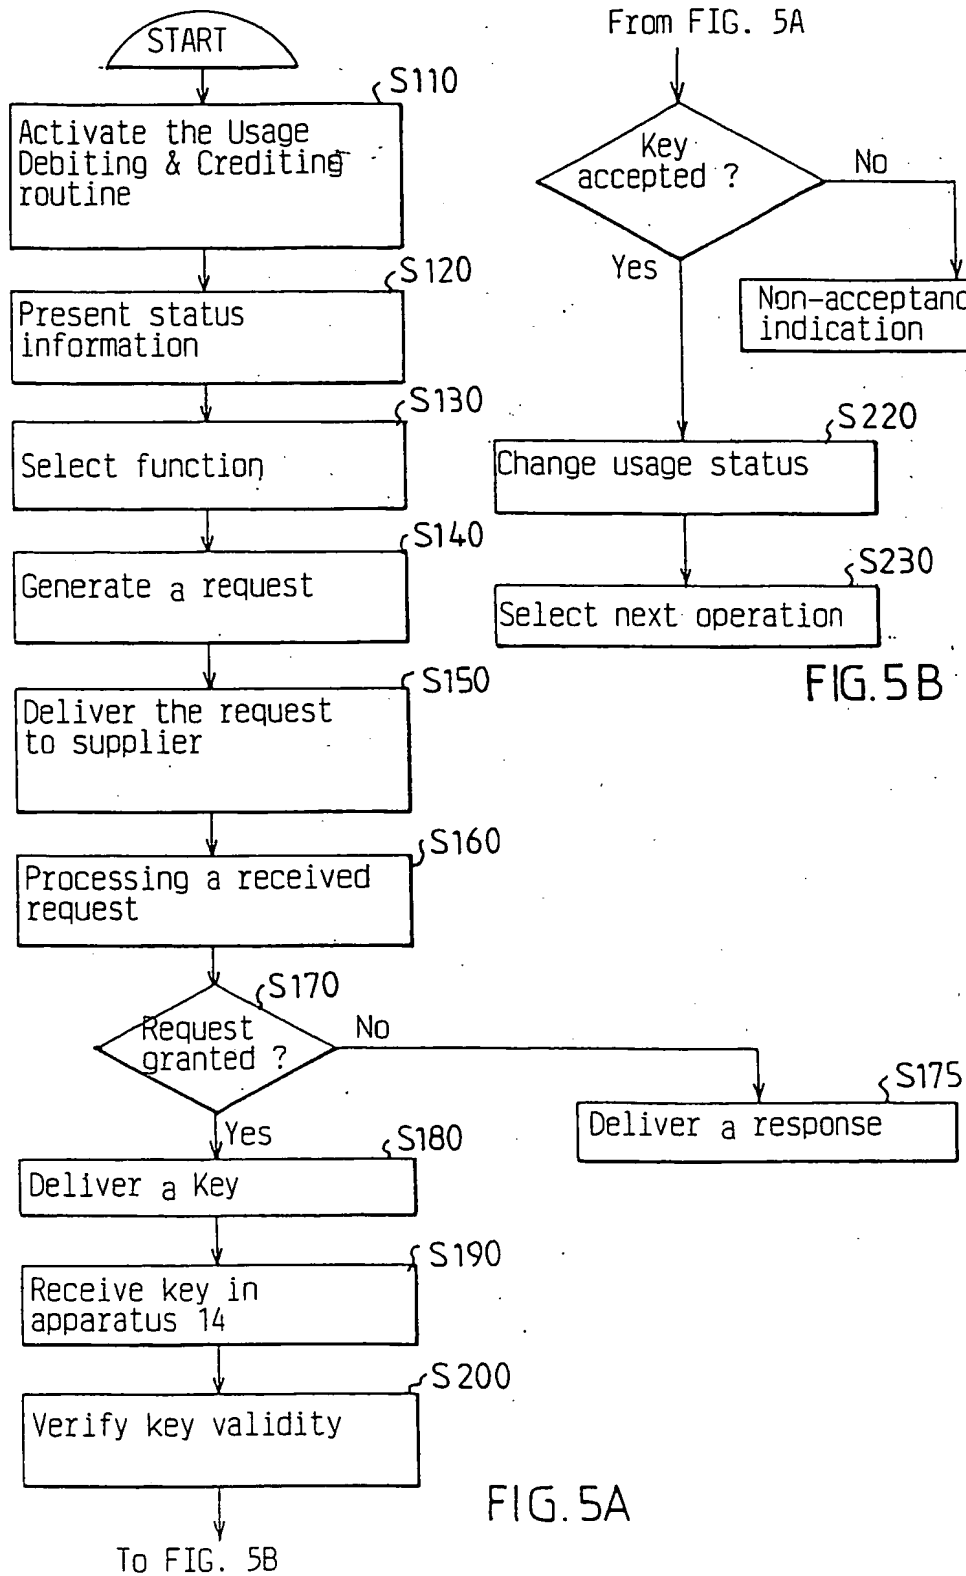 START
S110
Activate the Usage
Debiting & Crediting
routine
S120
Present status
information
S130
Select function
S140
Generate a request
S150
Deliver the request
to supplier
S160
Processing a received
request
S170
Request
granted ?
No
S175
Deliver a response
Yes
S180
Deliver a Key
S190
Receive key in
apparatus 14
S200
Verify key validity
To FIG. 5B
FIG. 5A
From FIG. 5A
Key
accepted ?
No
Yes
Non-acceptanc
indication
S220
Change usage status
S230
Select next operation
FIG. 5B